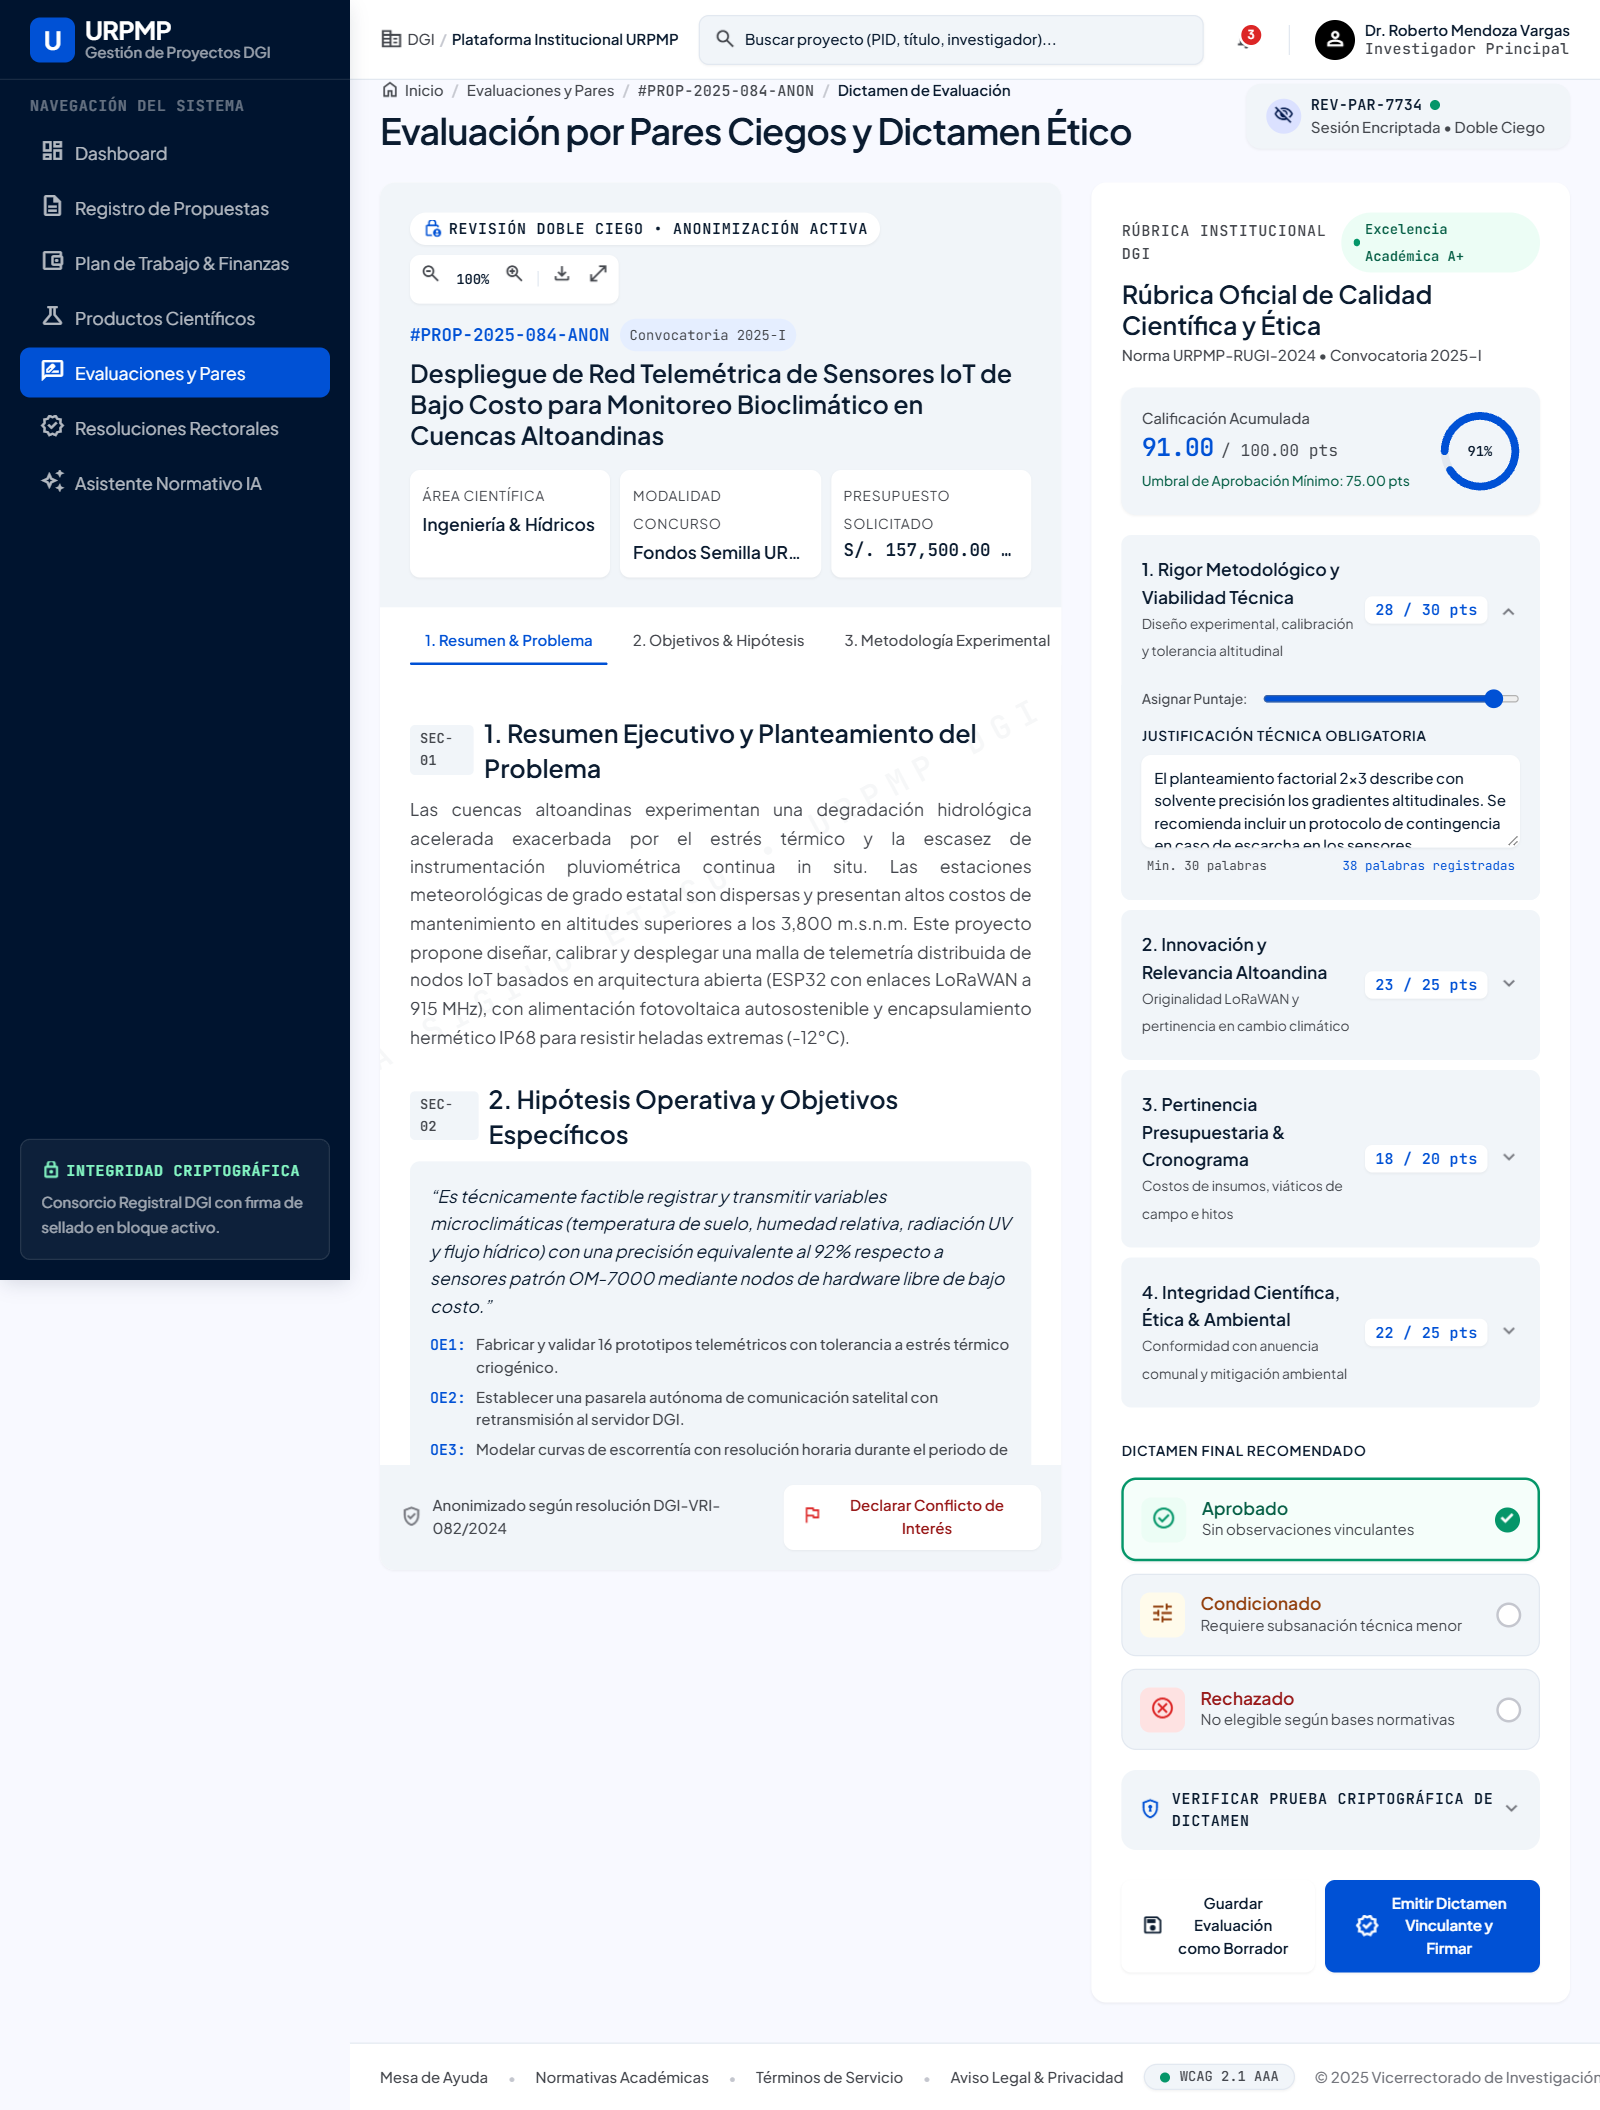 U
URPMP
Gestión de Proyectos DGI
NAVEGACIÓN DEL SISTEMA
Dashboard
Registro de Propuestas
Plan de Trabajo & Finanzas
Productos Científicos
Evaluaciones y Pares
Resoluciones Rectorales
Asistente Normativo IA
INTEGRIDAD CRIPTOGRÁFICA
Consorcio Registral DGI con firma de
sellado en bloque activo.
DGI / Plataforma Institucional URPMP
Buscar proyecto (PID, título, investigador)...
3
Dr. Roberto Mendoza Vargas
Investigador Principal
Inicio / Evaluaciones y Pares / #PROP-2025-084-ANON / Dictamen de Evaluación
Evaluación por Pares Ciegos y Dictamen Ético
REV-PAR-7734
Sesión Encriptada • Doble Ciego
REVISIÓN DOBLE CIEGO • ANONIMIZACIÓN ACTIVA
100%
#PROP-2025-084-ANON
Convocatoria 2025-I
Despliegue de Red Telemétrica de Sensores IoT de
Bajo Costo para Monitoreo Bioclimático en
Cuencas Altoandinas
ÁREA CIENTÍFICA
Ingeniería & Hídricos
MODALIDAD
CONCURSO
Fondos Semilla UR...
PRESUPUESTO
SOLICITADO
S/. 157,500.00 …
1. Resumen & Problema
2. Objetivos & Hipótesis
3. Metodología Experimental
SEC-
01
1. Resumen Ejecutivo y Planteamiento del
Problema
Las cuencas altoandinas experimentan una degradación hidrológica
acelerada exacerbada por el estrés térmico y la escasez de
instrumentación pluviométrica continua in situ. Las estaciones
meteorológicas de grado estatal son dispersas y presentan altos costos de
mantenimiento en altitudes superiores a los 3,800 m.s.n.m. Este proyecto
propone diseñar, calibrar y desplegar una malla de telemetría distribuida de
nodos IoT basados en arquitectura abierta (ESP32 con enlaces LoRaWAN a
915 MHz), con alimentación fotovoltaica autosostenible y encapsulamiento
hermético IP68 para resistir heladas extremas (-12°C).
SEC-
02
2. Hipótesis Operativa y Objetivos
Específicos
“Es técnicamente factible registrar y transmitir variables
microclimáticas (temperatura de suelo, humedad relativa, radiación UV
y flujo hídrico) con una precisión equivalente al 92% respecto a
sensores patrón OM-7000 mediante nodos de hardware libre de bajo
costo.”
OE1: Fabricar y validar 16 prototipos telemétricos con tolerancia a estrés térmico
criogénico.
OE2: Establecer una pasarela autónoma de comunicación satelital con
retransmisión al servidor DGI.
OE3: Modelar curvas de escorrentía con resolución horaria durante el periodo de
Anonimizado según resolución DGI-VRI-
082/2024
Declarar Conflicto de
Interés
RÚBRICA INSTITUCIONAL
DGI
Excelencia
Académica A+
Rúbrica Oficial de Calidad
Científica y Ética
Norma URPMP-RUGI-2024 • Convocatoria 2025-I
Calificación Acumulada
91.00 / 100.00 pts
Umbral de Aprobación Mínimo: 75.00 pts
91%
1. Rigor Metodológico y
Viabilidad Técnica
Diseño experimental, calibración
y tolerancia altitudinal
28 / 30 pts
Asignar Puntaje:
JUSTIFICACIÓN TÉCNICA OBLIGATORIA
El planteamiento factorial 2×3 describe con
solvente precisión los gradientes altitudinales. Se
recomienda incluir un protocolo de contingencia
en caso de escarcha en los sensores
Min. 30 palabras
38 palabras registradas
2. Innovación y
Relevancia Altoandina
Originalidad LoRaWAN y
pertinencia en cambio climático
23 / 25 pts
3. Pertinencia
Presupuestaria &
Cronograma
Costos de insumos, viáticos de
campo e hitos
18 / 20 pts
4. Integridad Científica,
Ética & Ambiental
Conformidad con anuencia
comunal y mitigación ambiental
22 / 25 pts
DICTAMEN FINAL RECOMENDADO
Aprobado
Sin observaciones vinculantes
Condicionado
Requiere subsanación técnica menor
Rechazado
No elegible según bases normativas
VERIFICAR PRUEBA CRIPTOGRÁFICA DE
DICTAMEN
Guardar
Evaluación
como Borrador
Emitir Dictamen
Vinculante y
Firmar
Mesa de Ayuda • Normativas Académicas • Términos de Servicio • Aviso Legal & Privacidad
WCAG 2.1 AAA
© 2025 Vicerrectorado de Investigación